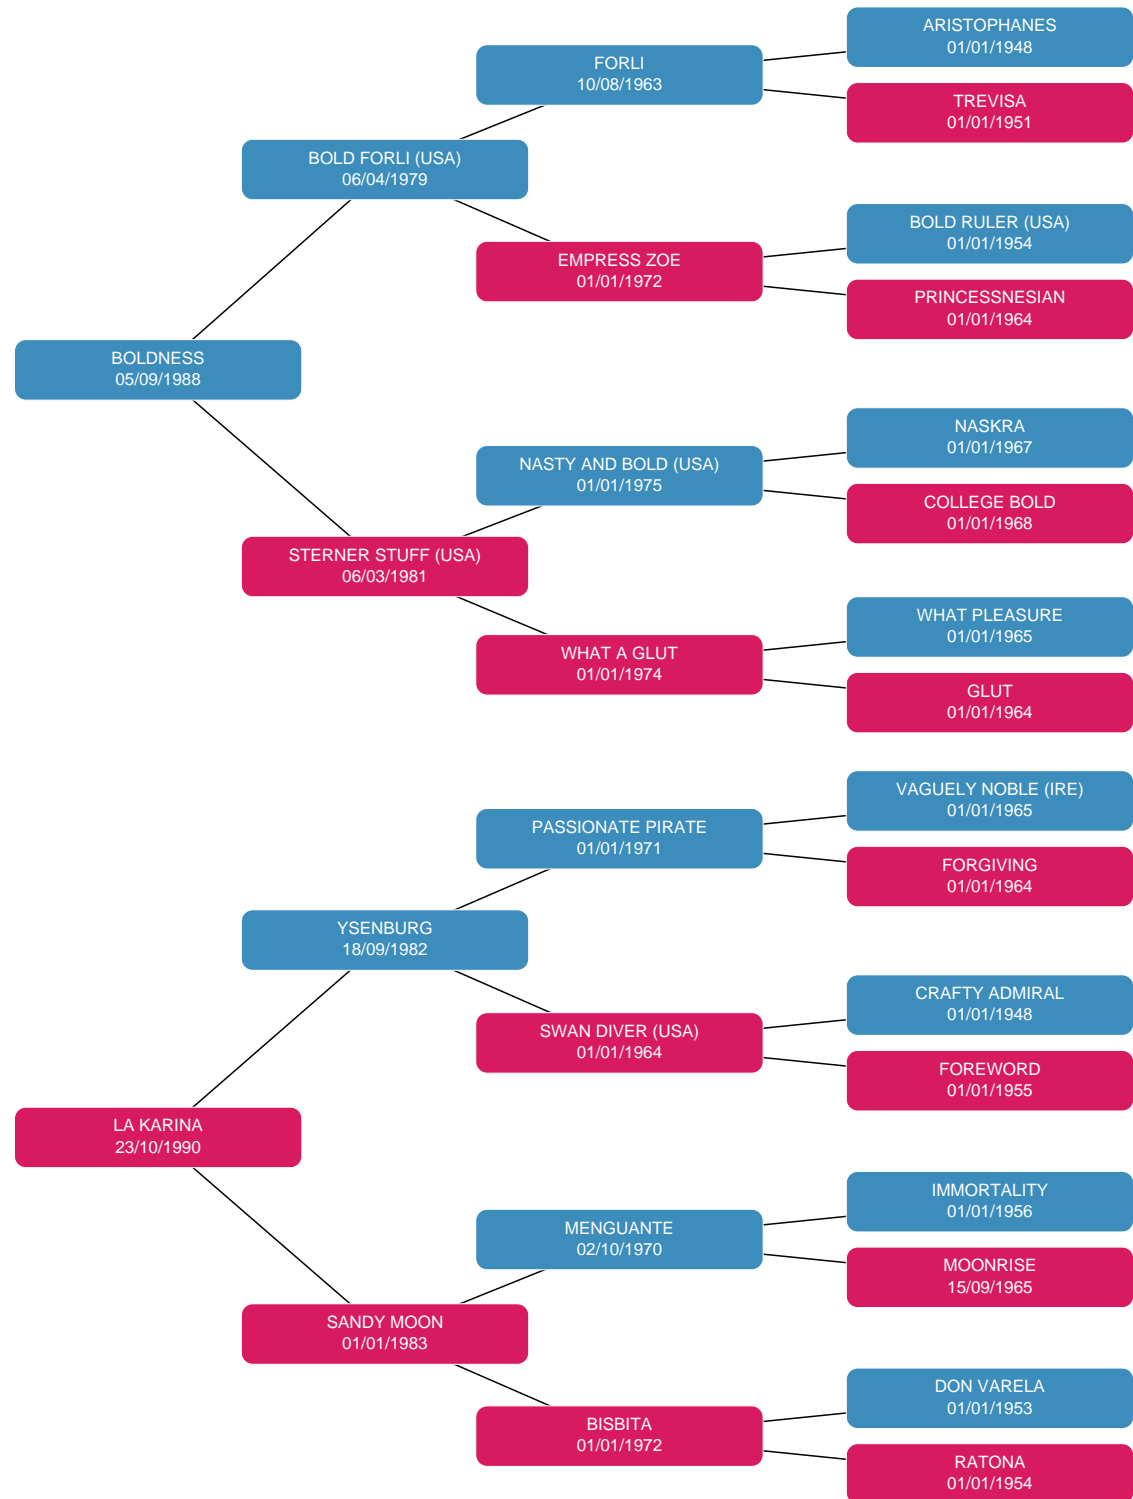 ARISTOPHANES
01/01/1948
FORLI
10/08/1963
TREVISA
01/01/1951
BOLD FORLI (USA)
06/04/1979
BOLD RULER (USA)
01/01/1954
EMPRESS ZOE
01/01/1972
PRINCESSNESIAN
01/01/1964
BOLDNESS
05/09/1988
NASKRA
01/01/1967
NASTY AND BOLD (USA)
01/01/1975
COLLEGE BOLD
01/01/1968
STERNER STUFF (USA)
06/03/1981
WHAT PLEASURE
01/01/1965
WHAT A GLUT
01/01/1974
GLUT
01/01/1964
VAGUELY NOBLE (IRE)
01/01/1965
PASSIONATE PIRATE
01/01/1971
FORGIVING
01/01/1964
YSENBURG
18/09/1982
CRAFTY ADMIRAL
01/01/1948
SWAN DIVER (USA)
01/01/1964
FOREWORD
01/01/1955
LA KARINA
23/10/1990
IMMORTALITY
01/01/1956
MENGUANTE
02/10/1970
MOONRISE
15/09/1965
SANDY MOON
01/01/1983
DON VARELA
01/01/1953
BISBITA
01/01/1972
RATONA
01/01/1954